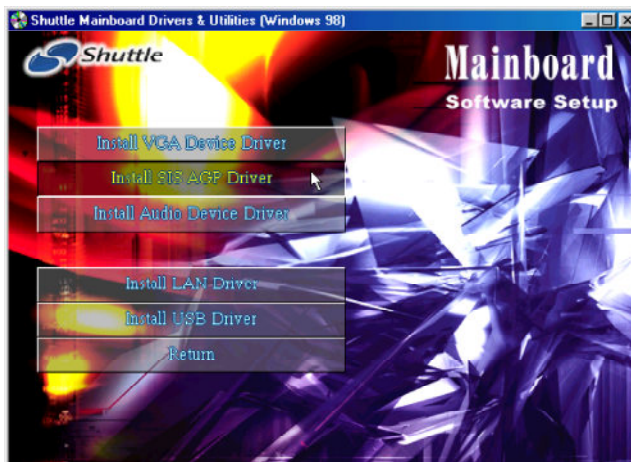 Shuttle Mainboard Drivers & Utilities (Windows 98)
Shuttle
Mainboard
Software Setup
Install VGA Device Driver
Install SIS AGP Driver
Install Audio Device Driver
Install LAN Driver
Install USB Driver
Return